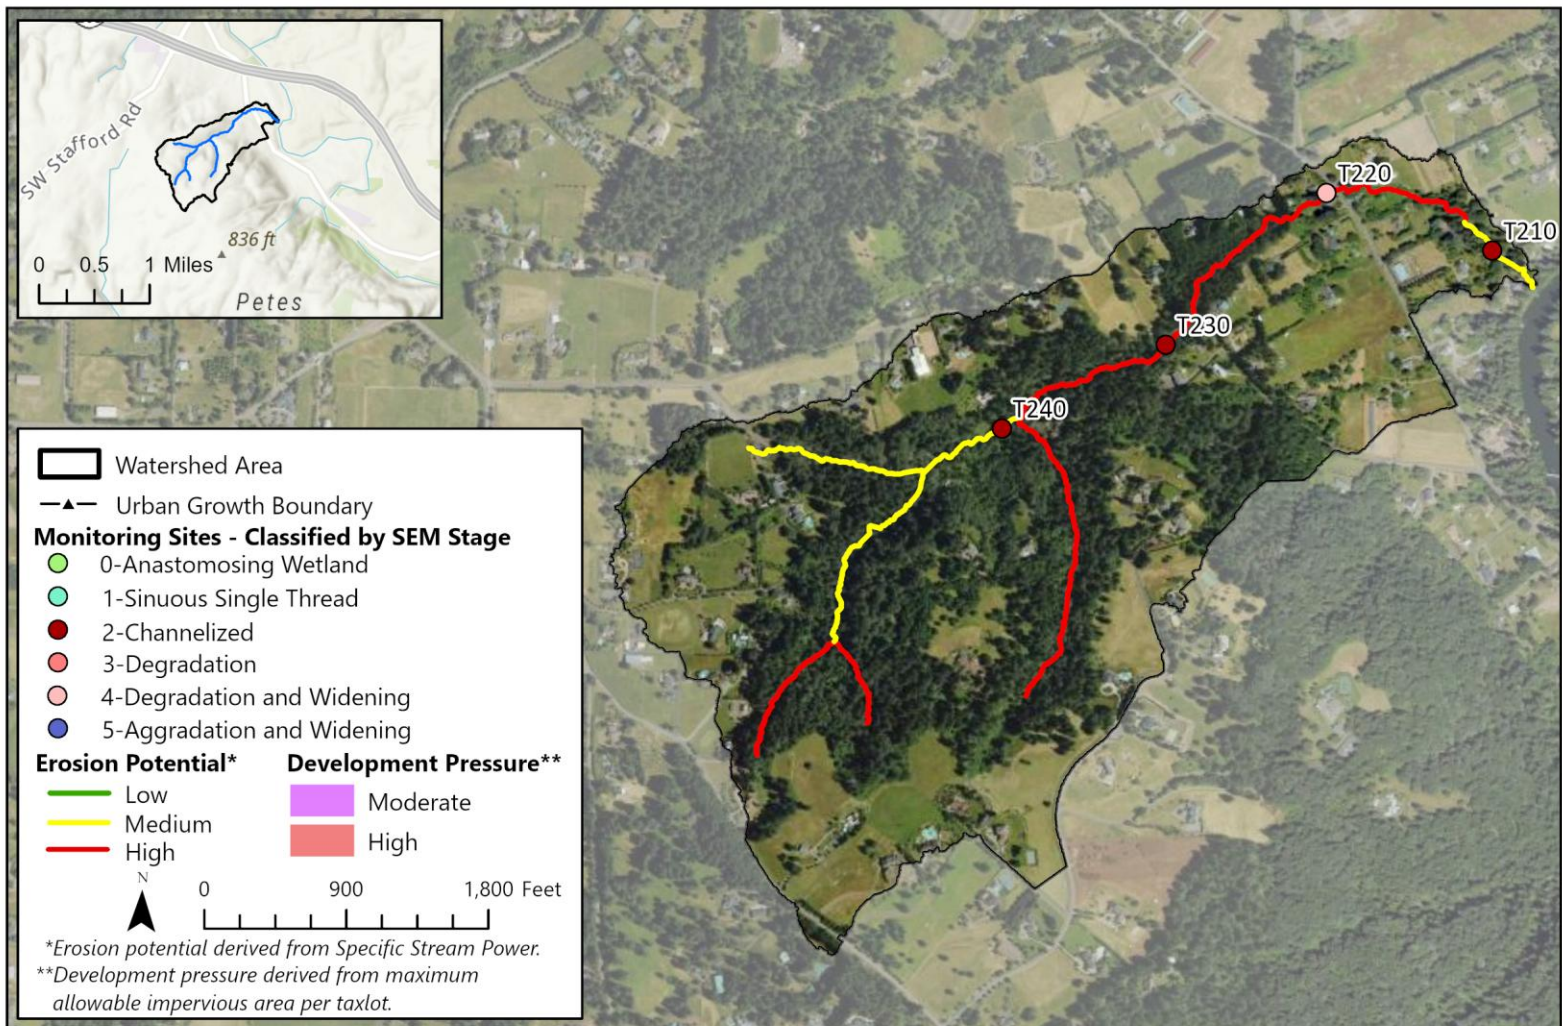 SW Stafford Rd
836 ft
0 0.5 1 Miles
Petes
T220
T210
T230
T240
Watershed Area
Urban Growth Boundary
Monitoring Sites - Classified by SEM Stage
0-Anastomosing Wetland
1-Sinuous Single Thread
2-Channelized
3-Degradation
4-Degradation and Widening
5-Aggradation and Widening
Erosion Potential* Development Pressure**
Low
Moderate
Medium
High
High
N
0 900 1,800 Feet
*Erosion potential derived from Specific Stream Power.
**Development pressure derived from maximum
allowable impervious area per taxlot.